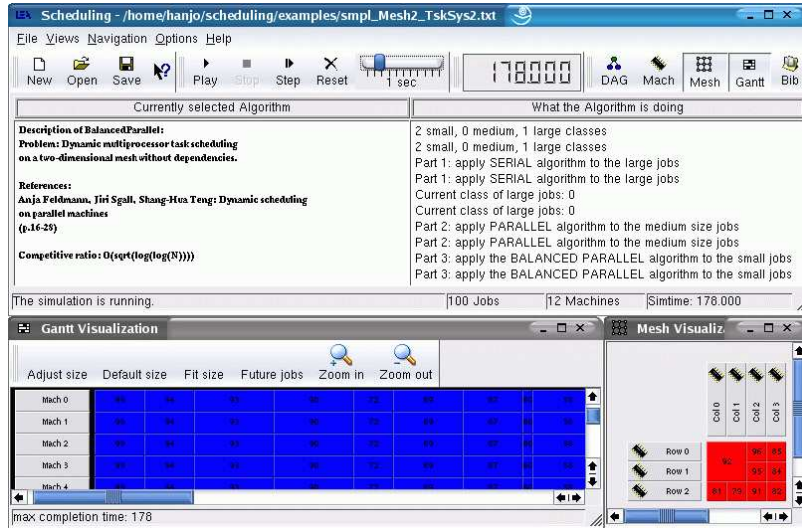 Scheduling - /home/hanjo/scheduling/examples/smpl_Mesh2_TskSys2.txt
File Views Navigation Options Help
New Open Save Play Stop Step Reset 1 sec 178.000 DAG Mach Mesh Gantt Bib
Currently selected Algorithm
Description of BalancedParallel:
Problem: Dynamic multiprocessor task scheduling
on a two-dimensional mesh without dependencies.
References:
Anja Feldmann, Jiri Sgall, Shang-Hua Teng: Dynamic scheduling
on parallel machines
(p.16-28)
Competitive ratio: O(sqrt(log(log(N))))
What the Algorithm is doing
2 small, 0 medium, 1 large classes
2 small, 0 medium, 1 large classes
Part 1: apply SERIAL algorithm to the large jobs
Part 1: apply SERIAL algorithm to the large jobs
Current class of large jobs: 0
Current class of large jobs: 0
Part 2: apply PARALLEL algorithm to the medium size jobs
Part 2: apply PARALLEL algorithm to the medium size jobs
Part 3: apply the BALANCED PARALLEL algorithm to the small jobs
Part 3: apply the BALANCED PARALLEL algorithm to the small jobs
The simulation is running. 100 Jobs 12 Machines Simtime: 178.000
Gantt Visualization
Adjust size Default size Fit size Future jobs Zoom in Zoom out
Mach 0
Mach 1
Mach 2
Mach 3
Mach 4
max completion time: 178
Mesh Visualiz
Col 0 Col 1 Col 2 Col 3
Row 0
Row 1
Row 2